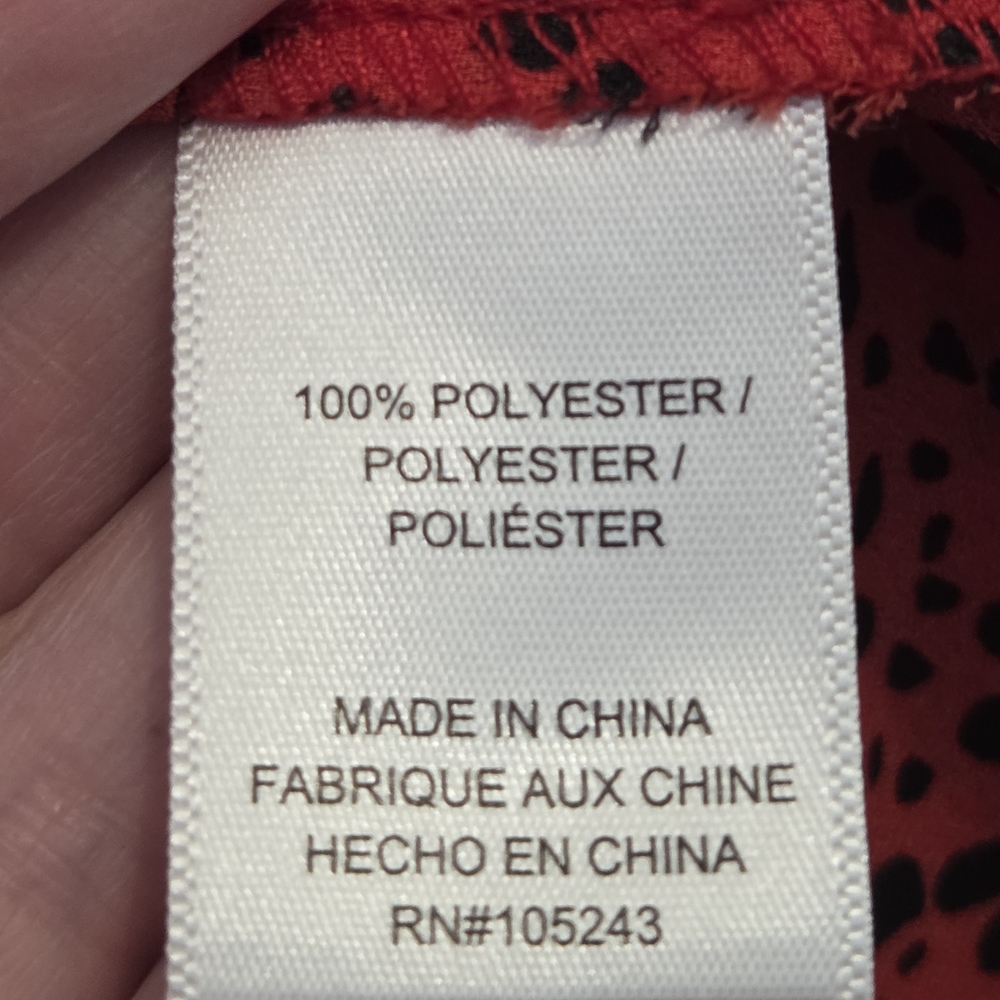 100% POLYESTER /
POLYESTER /
POLIÉSTER
MADE IN CHINA
FABRIQUE AUX CHINE
HECHO EN CHINA
RN#105243